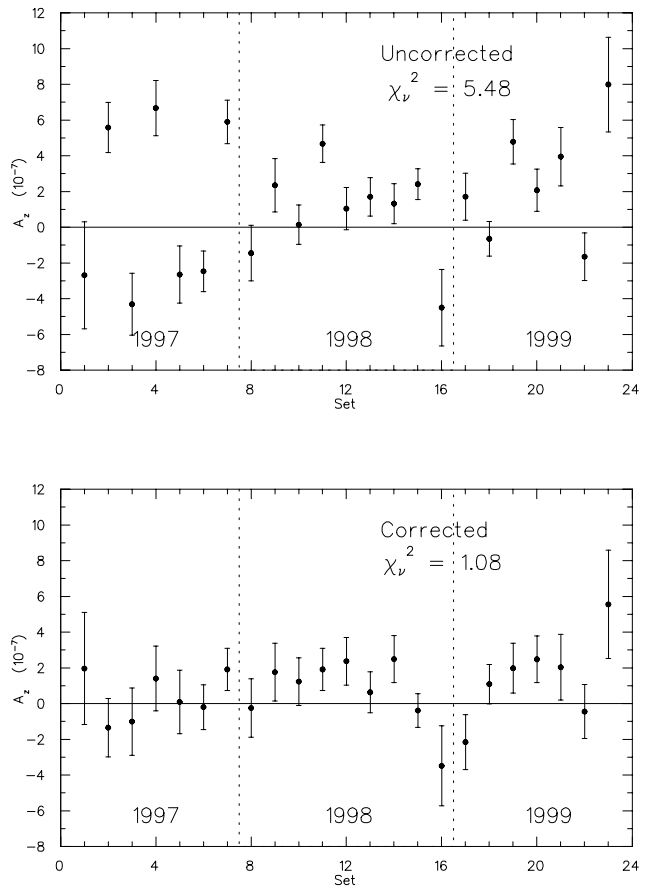 12
10
8
6
4
2
0
−2
−4
−6
−8
A_z (10^-7)
Uncorrected
χ_ν^2 = 5.48
1997
1998
1999
0 4 8 12 16 20 24
Set
12
10
8
6
4
2
0
−2
−4
−6
−8
A_z (10^-7)
Corrected
χ_ν^2 = 1.08
1997
1998
1999
0 4 8 12 16 20 24
Set